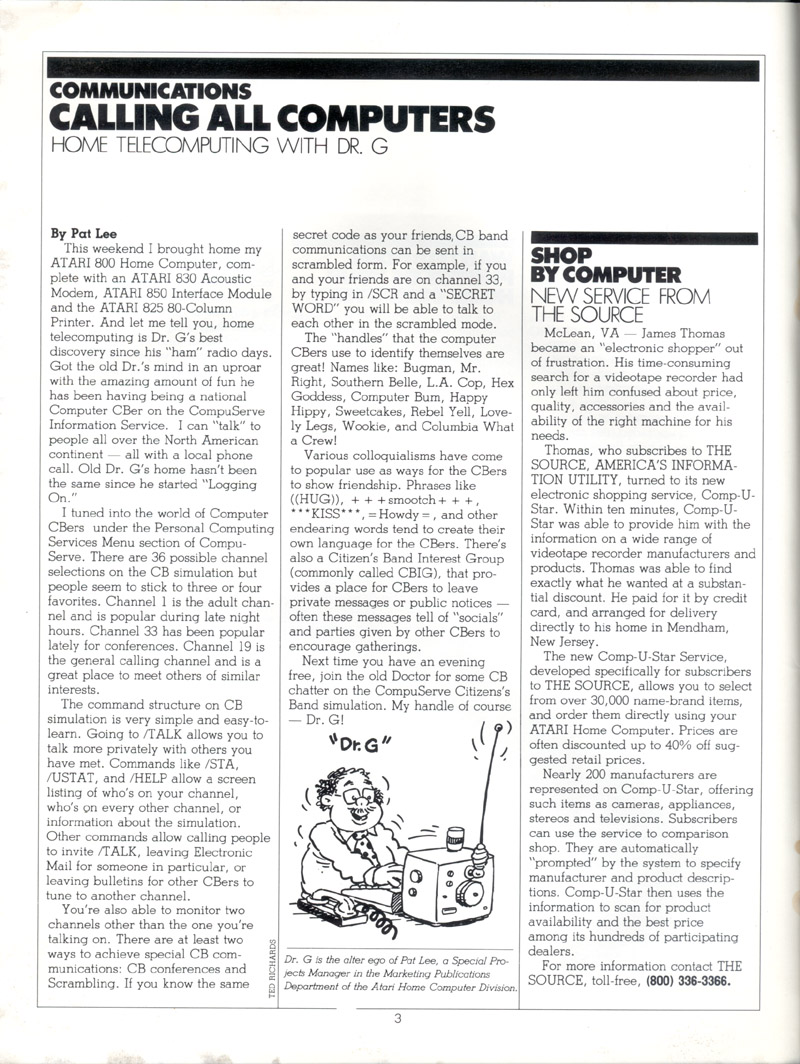 COMMUNICATIONS
CALLING ALL COMPUTERS
HOME TELECOMPUTING WITH DR. G
By Pat Lee
This weekend I brought home my
ATARI 800 Home Computer, com-
plete with an ATARI 830 Acoustic
Modem, ATARI 850 Interface Module
and the ATARI 825 80-Column
Printer. And let me tell you, home
telecomputing is Dr. G's best
discovery since his "ham" radio days.
Got the old Dr.'s mind in an uproar
with the amazing amount of fun he
has been having being a national
Computer CBer on the CompuServe
Information Service. I can "talk" to
people all over the North American
continent — all with a local phone
call. Old Dr. G's home hasn't been
the same since he started "Logging
On."
I tuned into the world of Computer
CBers under the Personal Computing
Services Menu section of Compu-
Serve. There are 36 possible channel
selections on the CB simulation but
people seem to stick to three or four
favorites. Channel 1 is the adult chan-
nel and is popular during late night
hours. Channel 33 has been popular
lately for conferences. Channel 19 is
the general calling channel and is a
great place to meet others of similar
interests.
The command structure on CB
simulation is very simple and easy-to-
learn. Going to /TALK allows you to
talk more privately with others you
have met. Commands like /STA,
/USTAT, and /HELP allow a screen
listing of who's on your channel,
who's on every other channel, or
information about the simulation.
Other commands allow calling people
to invite /TALK, leaving Electronic
Mail for someone in particular, or
leaving bulletins for other CBers to
tune to another channel.
You're also able to monitor two
channels other than the one you're
talking on. There are at least two
ways to achieve special CB com-
munications: CB conferences and
Scrambling. If you know the same
secret code as your friends, CB band
communications can be sent in
scrambled form. For example, if you
and your friends are on channel 33,
by typing in /SCR and a "SECRET
WORD" you will be able to talk to
each other in the scrambled mode.
The "handles" that the computer
CBers use to identify themselves are
great! Names like: Bugman, Mr.
Right, Southern Belle, L.A. Cop, Hex
Goddess, Computer Bum, Happy
Hippy, Sweetcakes, Rebel Yell, Love-
ly Legs, Wookie, and Columbia What
a Crew!
Various colloquialisms have come
to popular use as ways for the CBers
to show friendship. Phrases like
((HUG)), + + + smootch + + + ,
***KISS***, =Howdy=, and other
endearing words tend to create their
own language for the CBers. There's
also a Citizen's Band Interest Group
(commonly called CBIG), that pro-
vides a place for CBers to leave
private messages or public notices —
often these messages tell of "socials"
and parties given by other CBers to
encourage gatherings.
Next time you have an evening
free, join the old Doctor for some CB
chatter on the CompuServe Citizens's
Band simulation. My handle of course
— Dr. G!
"Dr. G"
TED RICHARDS
Dr. G is the alter ego of Pat Lee, a Special Pro-
jects Manager in the Marketing Publications
Department of the Atari Home Computer Division.
SHOP
BY COMPUTER
NEW SERVICE FROM
THE SOURCE
McLean, VA — James Thomas
became an "electronic shopper" out
of frustration. His time-consuming
search for a videotape recorder had
only left him confused about price,
quality, accessories and the avail-
ability of the right machine for his
needs.
Thomas, who subscribes to THE
SOURCE, AMERICA'S INFORMA-
TION UTILITY, turned to its new
electronic shopping service, Comp-U-
Star. Within ten minutes, Comp-U-
Star was able to provide him with the
information on a wide range of
videotape recorder manufacturers and
products. Thomas was able to find
exactly what he wanted at a substan-
tial discount. He paid for it by credit
card, and arranged for delivery
directly to his home in Mendham,
New Jersey.
The new Comp-U-Star Service,
developed specifically for subscribers
to THE SOURCE, allows you to select
from over 30,000 name-brand items,
and order them directly using your
ATARI Home Computer. Prices are
often discounted up to 40% off sug-
gested retail prices.
Nearly 200 manufacturers are
represented on Comp-U-Star, offering
such items as cameras, appliances,
stereos and televisions. Subscribers
can use the service to comparison
shop. They are automatically
"prompted" by the system to specify
manufacturer and product descrip-
tions. Comp-U-Star then uses the
information to scan for product
availability and the best price
among its hundreds of participating
dealers.
For more information contact THE
SOURCE, toll-free, (800) 336-3366.
3